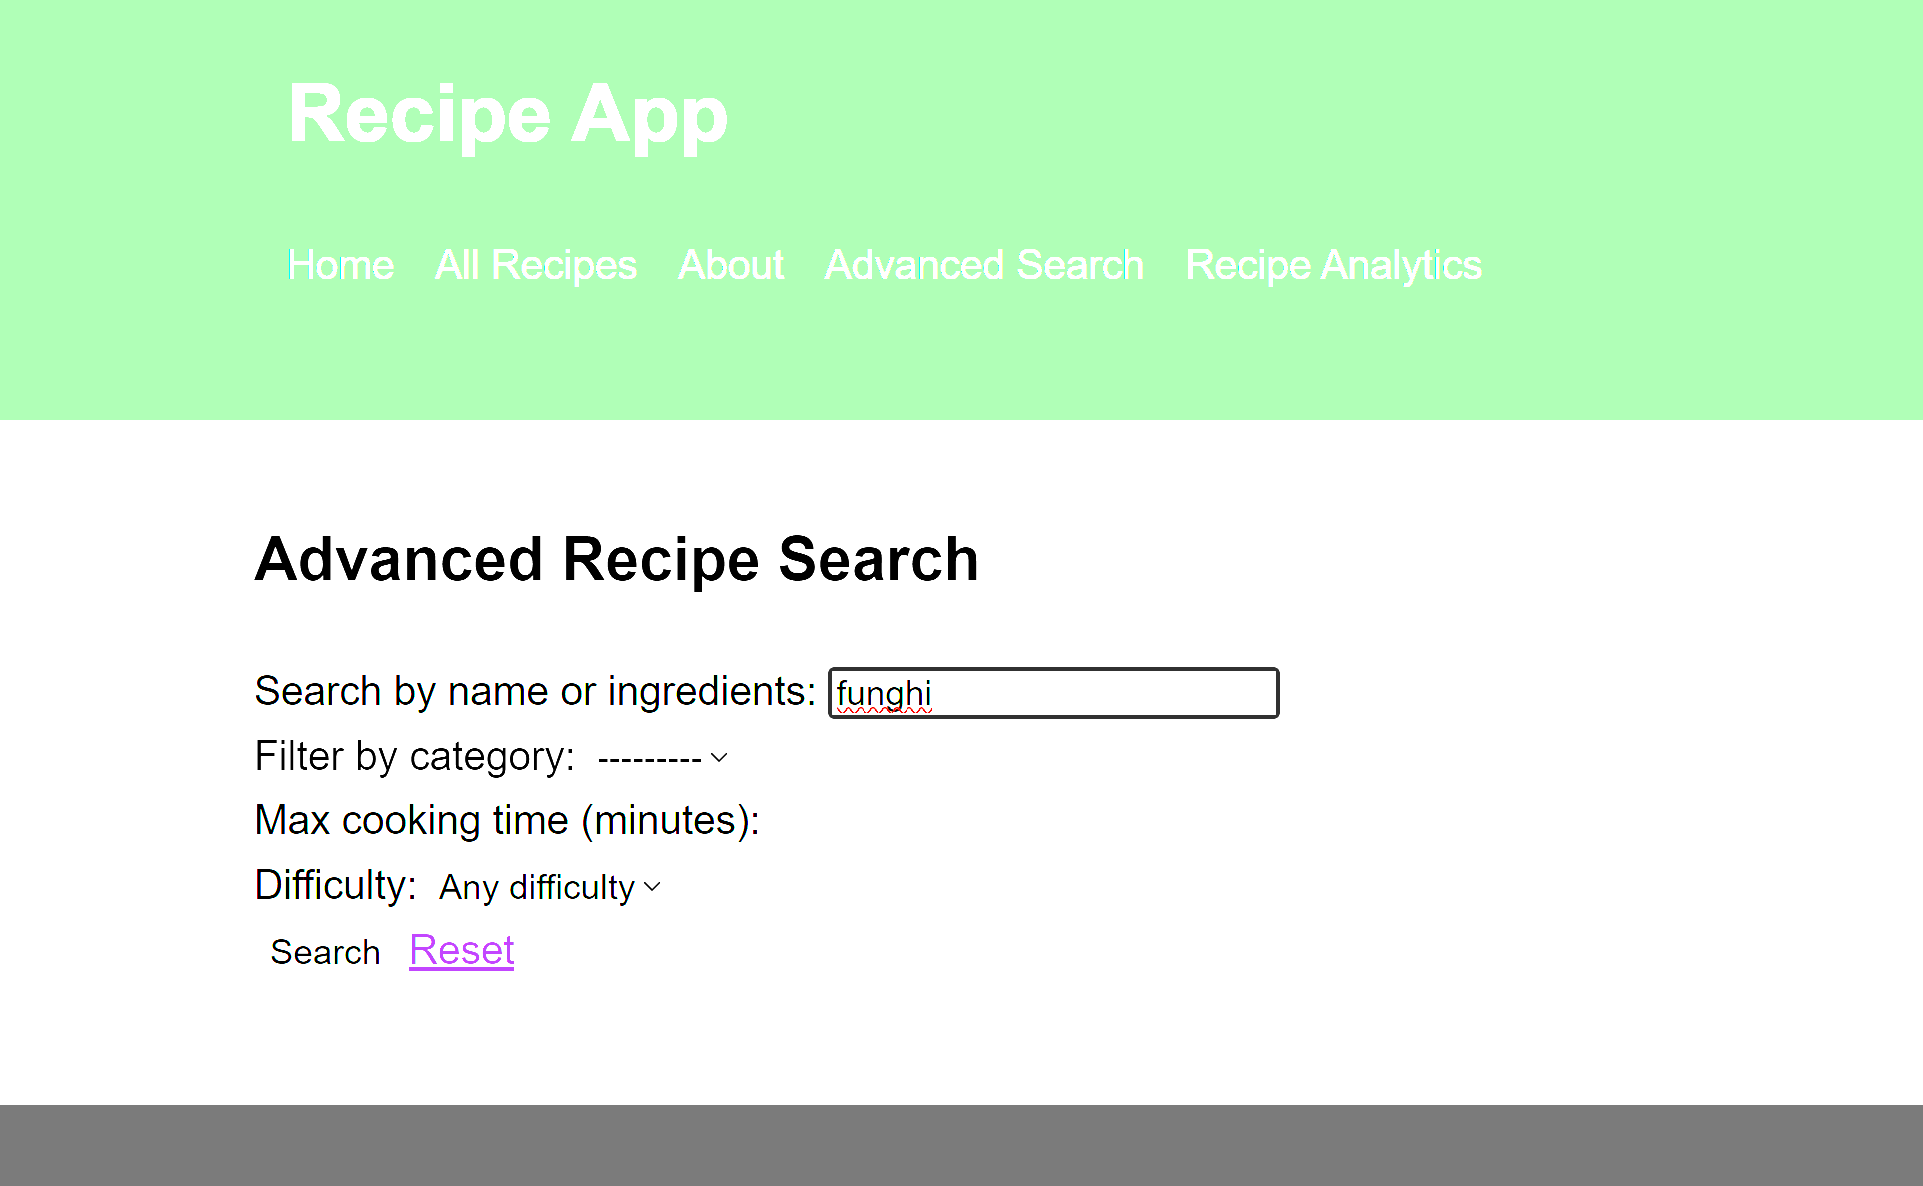 Recipe App
Home All Recipes About Advanced Search Recipe Analytics
Advanced Recipe Search
Search by name or ingredients: funghi
Filter by category: ---------
Max cooking time (minutes):
Difficulty: Any difficulty
Search Reset